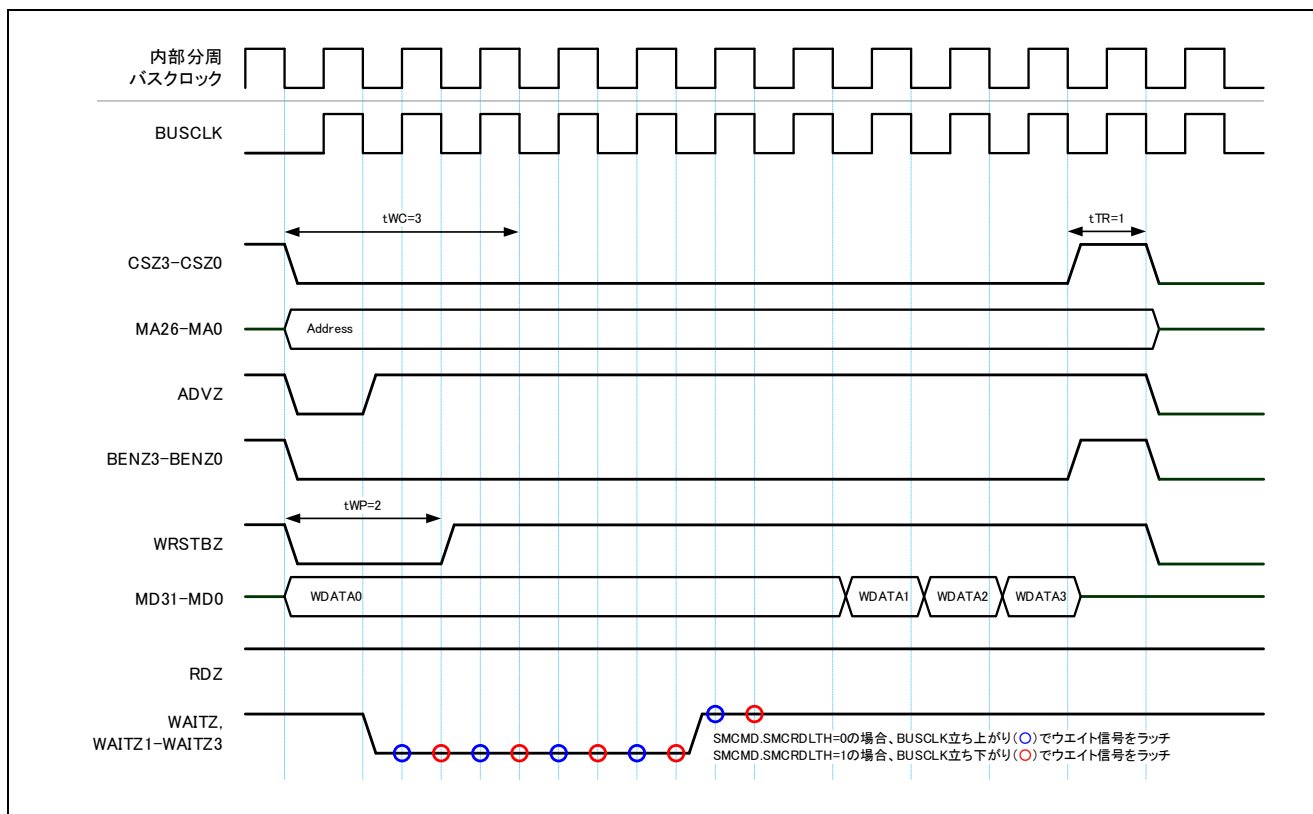 内部分周
バスクロック
BUSCLK
tWC=3
tTR=1
CSZ3-CSZ0
MA26-MA0
Address
ADVZ
BENZ3-BENZ0
tWP=2
WRSTBZ
MD31-MD0
WDATA0
WDATA1
WDATA2
WDATA3
RDZ
WAITZ,
WAITZ1-WAITZ3
SMCMD.SMCRDLTH=0の場合、BUSCLK立ち上がり(○)でウエイト信号をラッチ
SMCMD.SMCRDLTH=1の場合、BUSCLK立ち下がり(○)でウエイト信号をラッチ